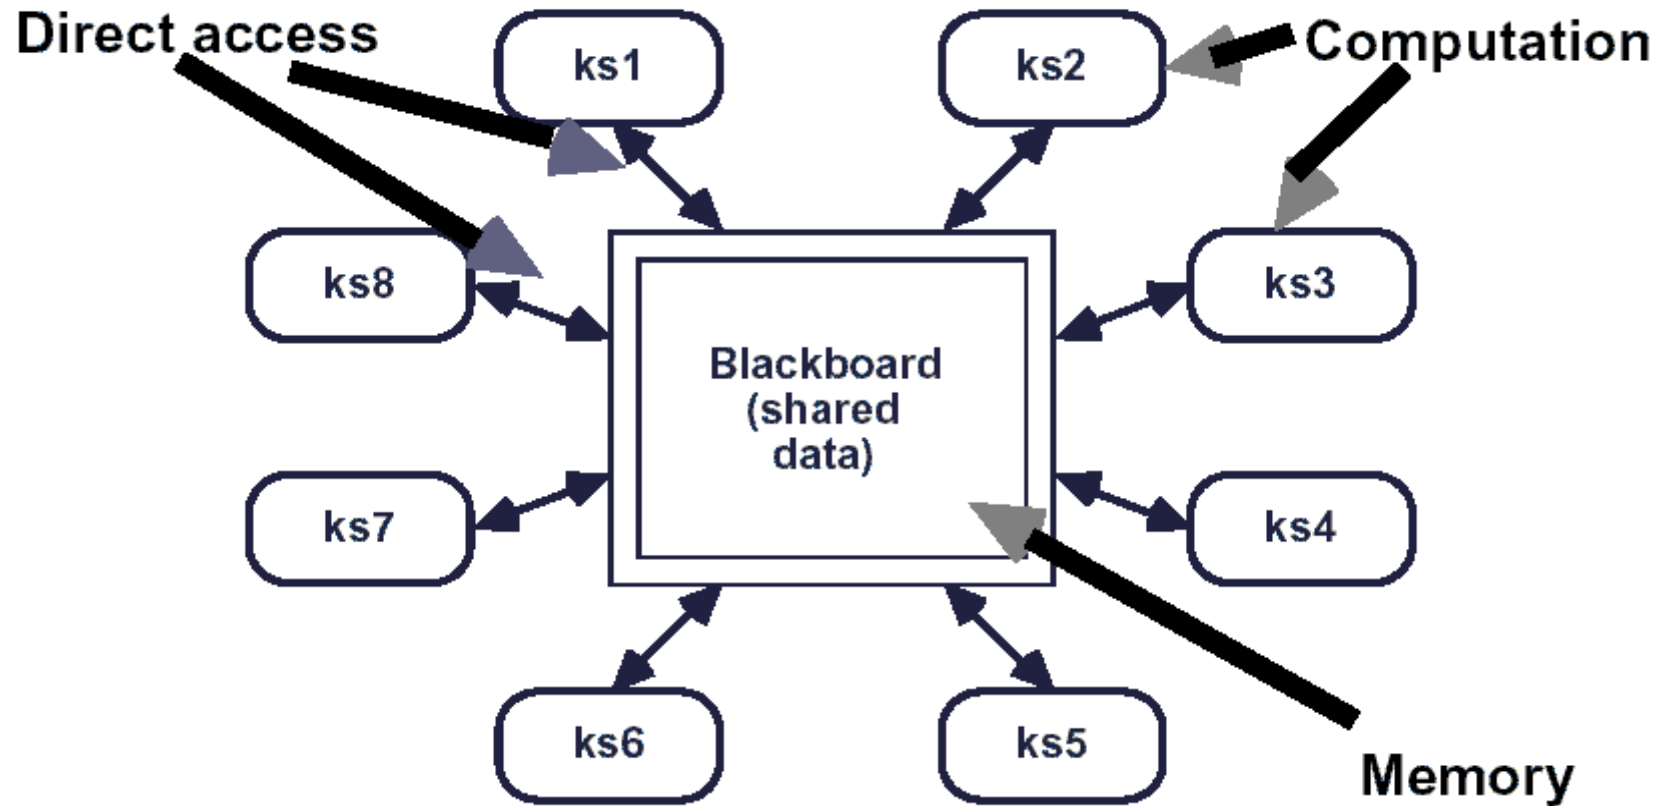 Direct access
ks1
ks2
Computation
ks8
ks3
Blackboard
(shared
data)
ks7
ks4
ks6
ks5
Memory